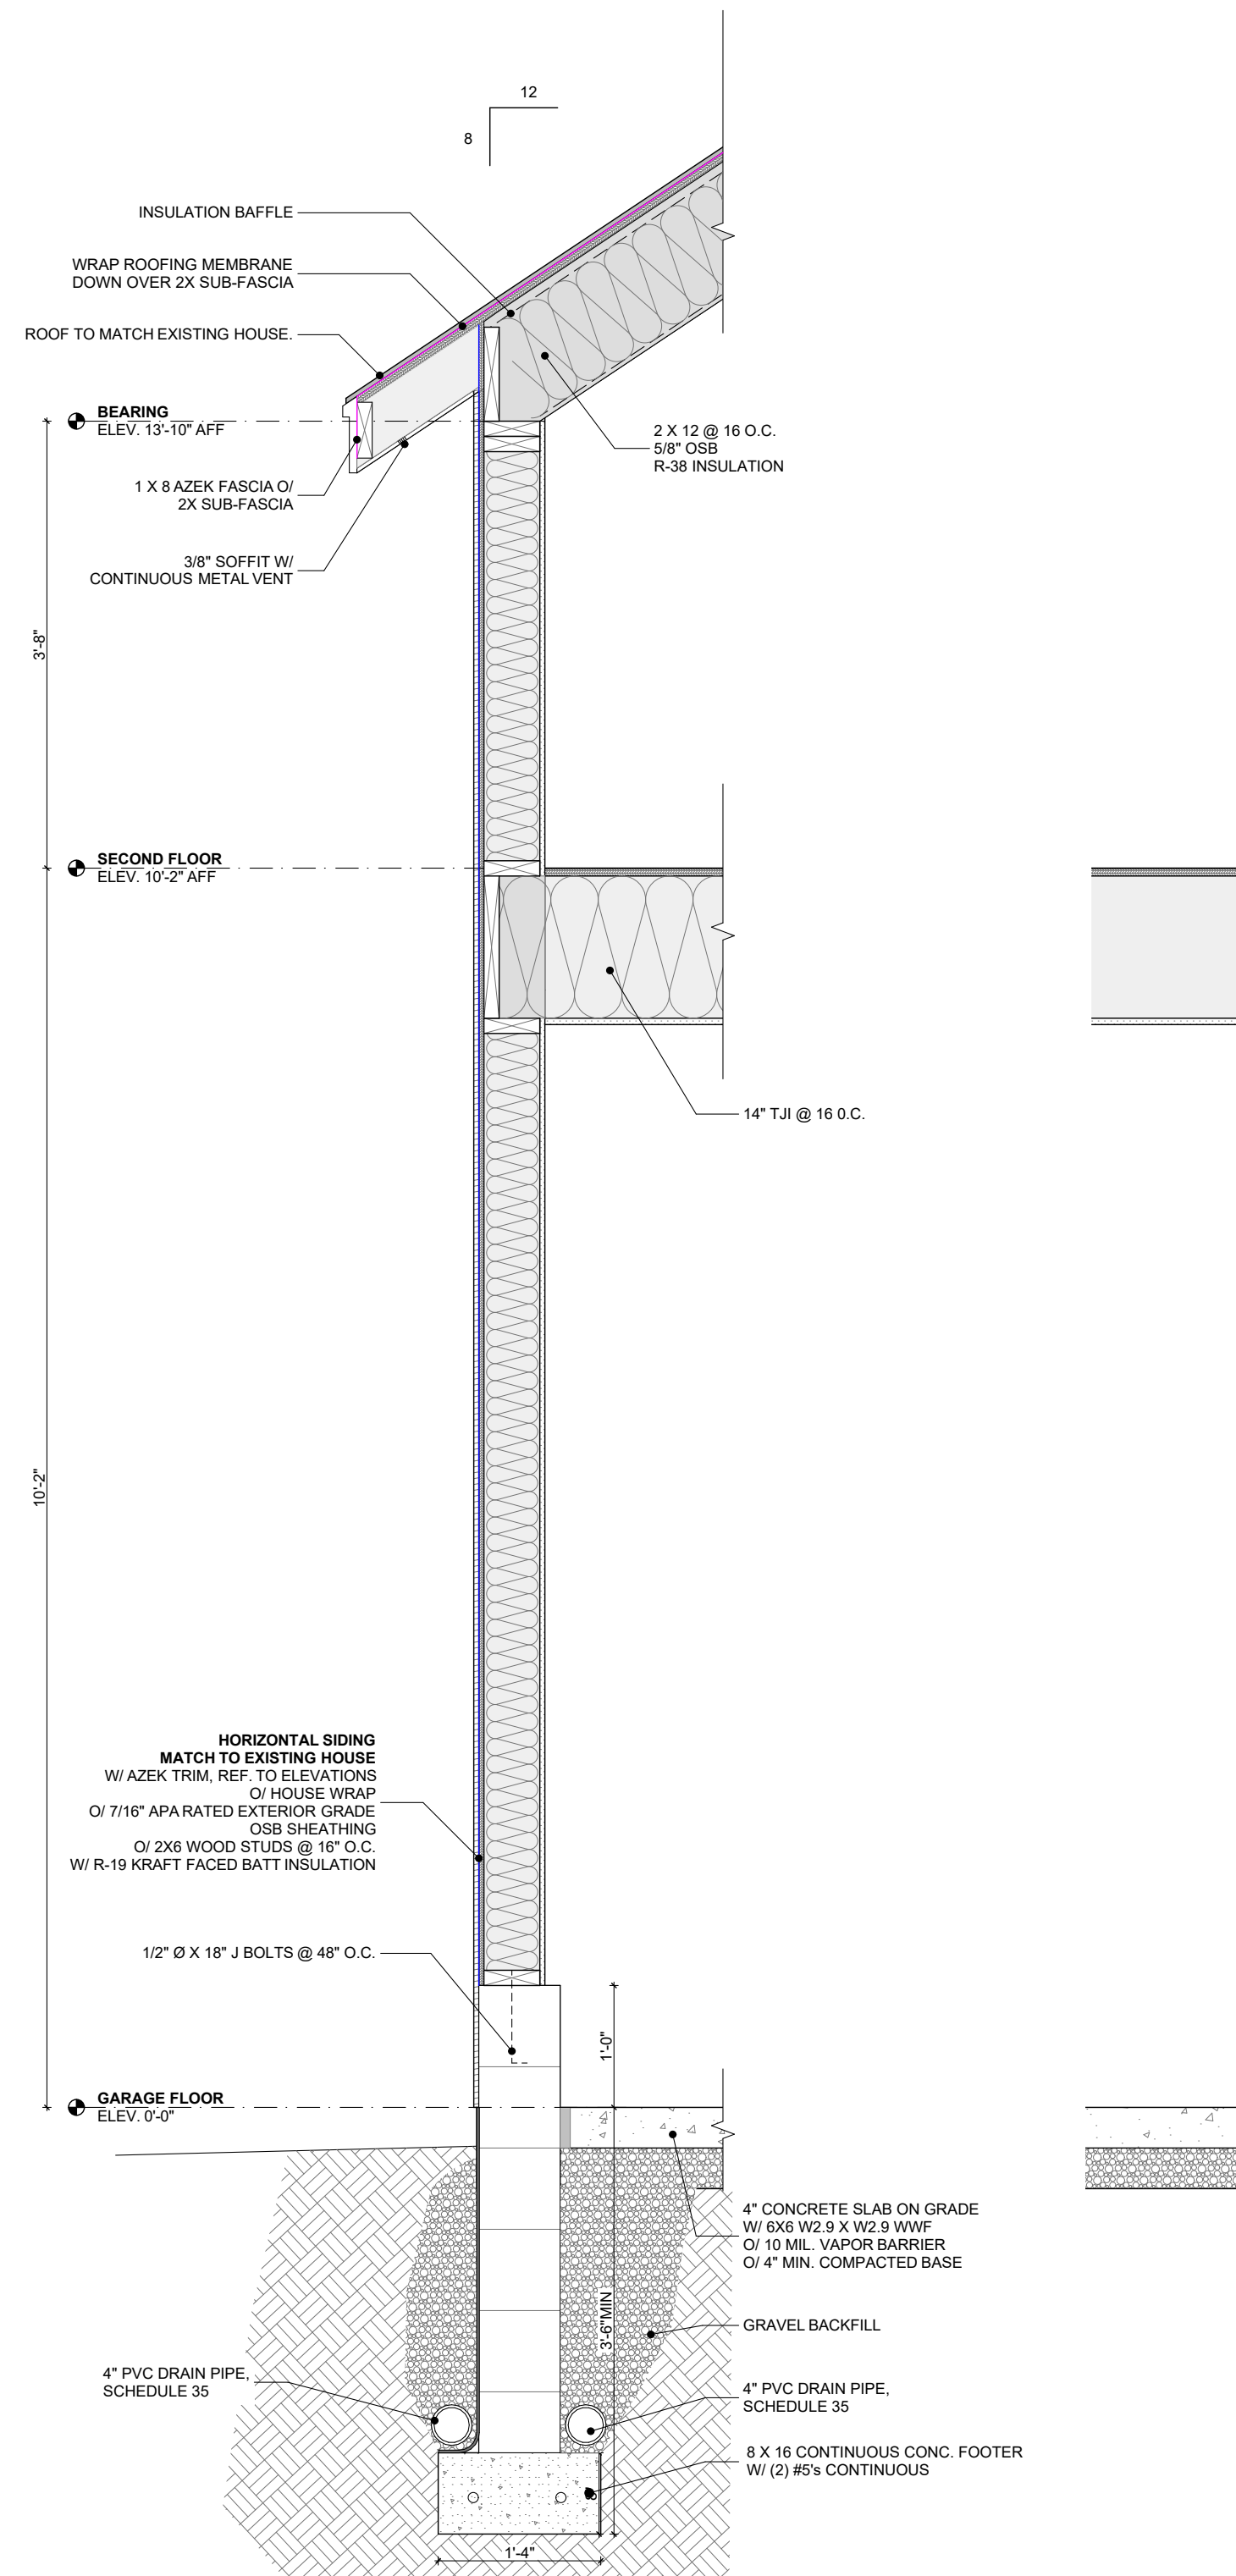 12
8
INSULATION BAFFLE
WRAP ROOFING MEMBRANE
DOWN OVER 2X SUB-FASCIA
ROOF TO MATCH EXISTING HOUSE.
BEARING
ELEV. 13'-10" AFF
2 X 12 @ 16 O.C.
5/8" OSB
R-38 INSULATION
1 X 8 AZEK FASCIA O/
2X SUB-FASCIA
3/8" SOFFIT W/
CONTINUOUS METAL VENT
3'-8"
SECOND FLOOR
ELEV. 10'-2" AFF
14" TJI @ 16 0.C.
10'-2"
HORIZONTAL SIDING
MATCH TO EXISTING HOUSE
W/ AZEK TRIM, REF. TO ELEVATIONS
O/ HOUSE WRAP
O/ 7/16" APA RATED EXTERIOR GRADE
OSB SHEATHING
O/ 2X6 WOOD STUDS @ 16" O.C.
W/ R-19 KRAFT FACED BATT INSULATION
1/2" Ø X 18" J BOLTS @ 48" O.C.
1'-0"
GARAGE FLOOR
ELEV. 0'-0"
4" CONCRETE SLAB ON GRADE
W/ 6X6 W2.9 X W2.9 WWF
O/ 10 MIL. VAPOR BARRIER
O/ 4" MIN. COMPACTED BASE
3'-6"MIN
GRAVEL BACKFILL
4" PVC DRAIN PIPE,
SCHEDULE 35
4" PVC DRAIN PIPE,
SCHEDULE 35
8 X 16 CONTINUOUS CONC. FOOTER
W/ (2) #5's CONTINUOUS
1'-4"